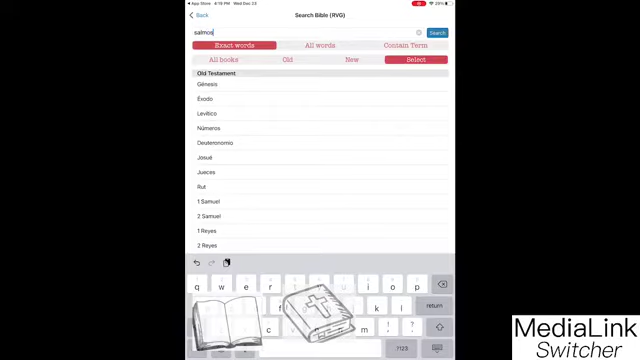 App Store 4:19 PM Wed Dec 23 29%
Back Search Bible (RVG)
salmos Search
Exact words All words Contain Term
All books Old New Select
Old Testament
Génesis
Éxodo
Levítico
Números
Deuteronomio
Josué
Jueces
Rut
1 Samuel
2 Samuel
1 Reyes
2 Reyes
q w e r t y u i o p
k l return
c m ! , ? .
.?123 .?123
MediaLink
Switcher